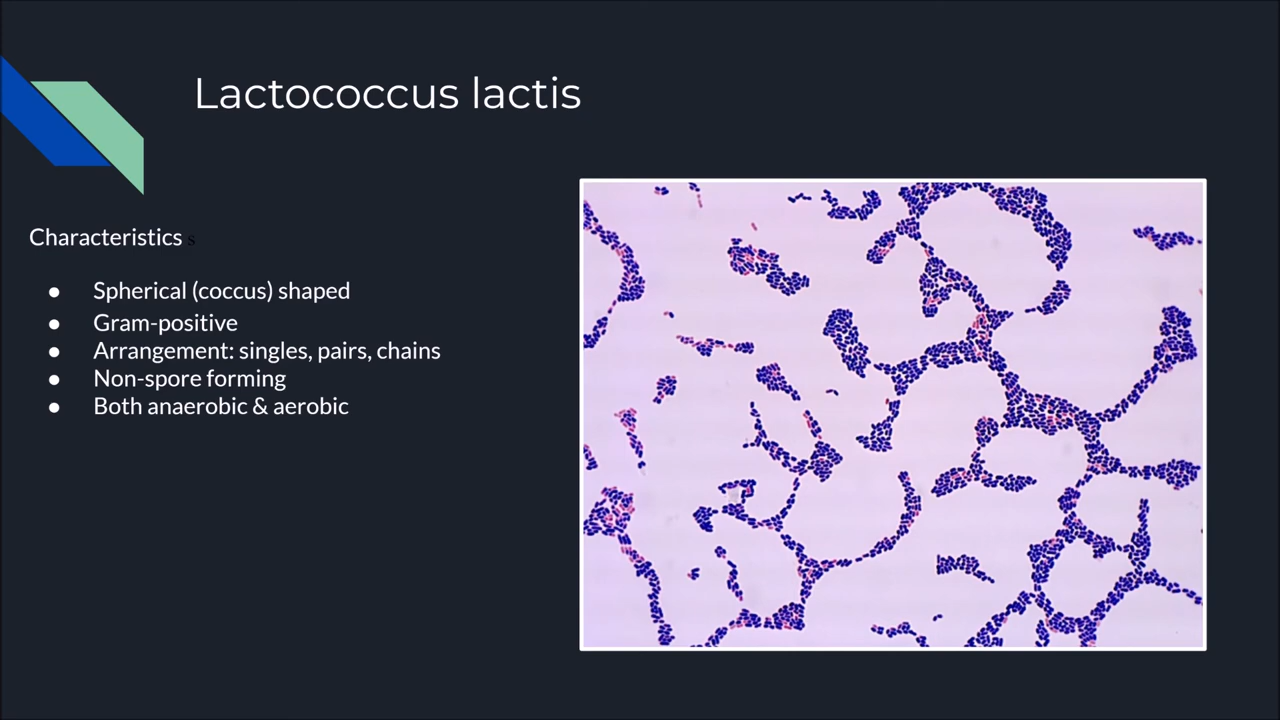 Lactococcus lactis
Characteristics s
● Spherical (coccus) shaped
● Gram-positive
● Arrangement: singles, pairs, chains
● Non-spore forming
● Both anaerobic & aerobic